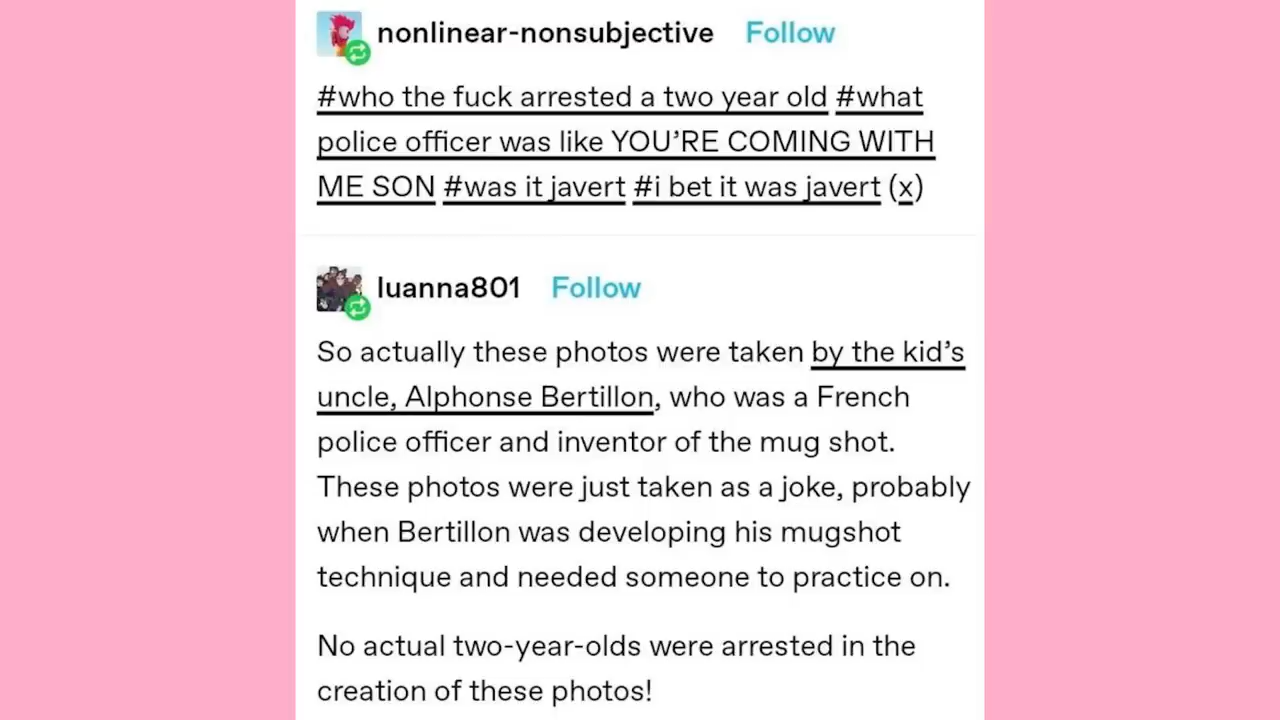 nonlinear-nonsubjective Follow
#who the fuck arrested a two year old #what
police officer was like YOU’RE COMING WITH
ME SON #was it javert #i bet it was javert (x)
luanna801 Follow
So actually these photos were taken by the kid’s
uncle, Alphonse Bertillon, who was a French
police officer and inventor of the mug shot.
These photos were just taken as a joke, probably
when Bertillon was developing his mugshot
technique and needed someone to practice on.
No actual two-year-olds were arrested in the
creation of these photos!